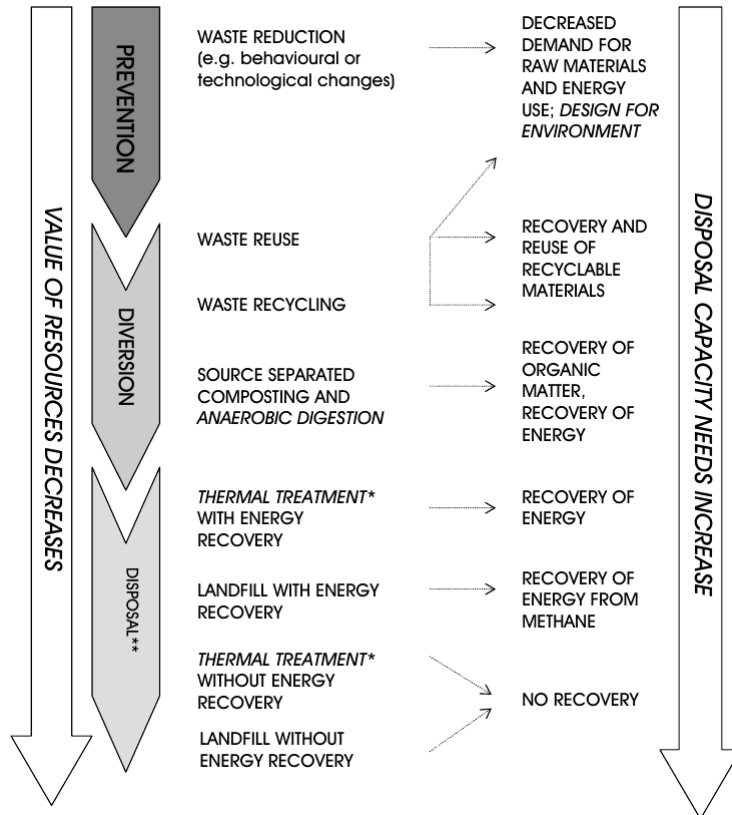 WASTE REDUCTION
(e.g. behavioural or
technological changes)
DECREASED
DEMAND FOR
RAW MATERIALS
AND ENERGY
USE; DESIGN FOR
ENVIRONMENT
PREVENTION
VALUE OF RESOURCES DECREASES
DISPOSAL CAPACITY NEEDS INCREASE
WASTE REUSE
RECOVERY AND
REUSE OF
RECYCLABLE
MATERIALS
WASTE RECYCLING
DIVERSION
SOURCE SEPARATED
COMPOSTING AND
ANAEROBIC DIGESTION
RECOVERY OF
ORGANIC
MATTER,
RECOVERY OF
ENERGY
THERMAL TREATMENT*
WITH ENERGY
RECOVERY
RECOVERY OF
ENERGY
DISPOSAL**
LANDFILL WITH ENERGY
RECOVERY
RECOVERY OF
ENERGY FROM
METHANE
THERMAL TREATMENT*
WITHOUT ENERGY
RECOVERY
NO RECOVERY
LANDFILL WITHOUT
ENERGY RECOVERY